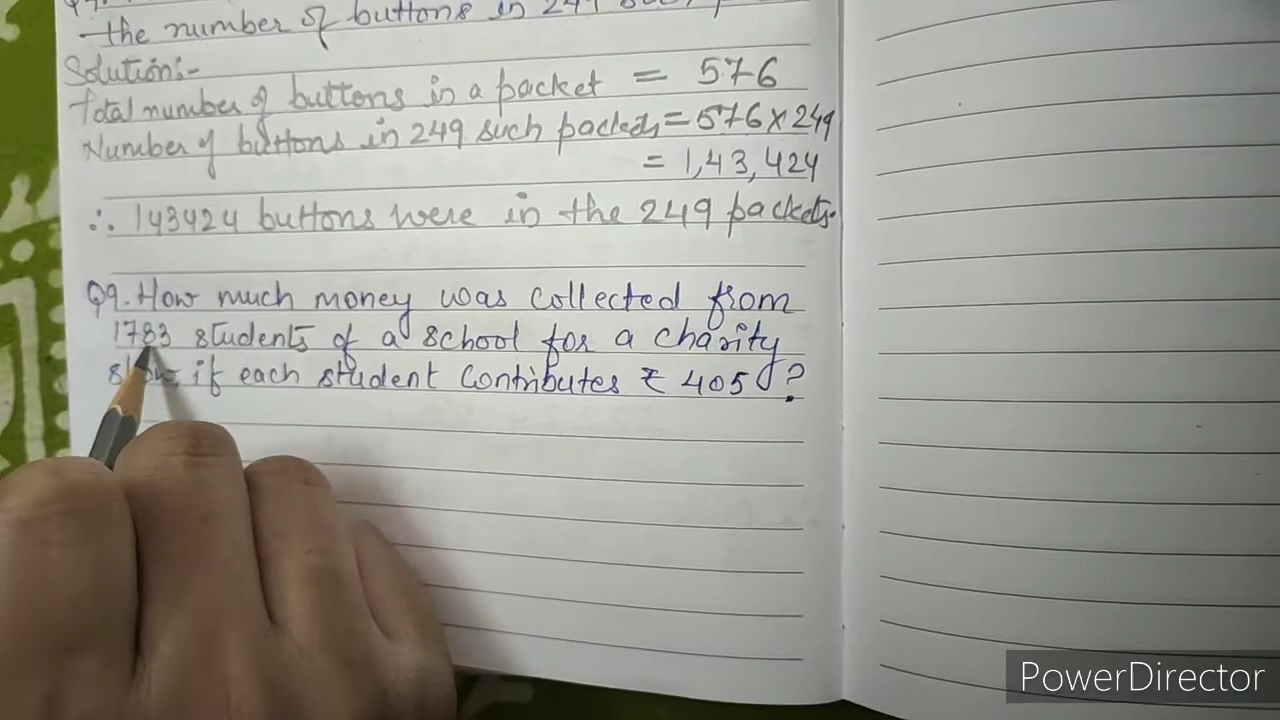 the number of buttons in 249
Solution:-
Total number of buttons in a packet = 576
Number of buttons in 249 such packets = 576 x 249
= 1,43,424
∴ 143424 buttons were in the 249 packets.
Q9. How much money was collected from
1783 students of a school for a charity
show if each student contributes ₹ 405 ?
PowerDirector